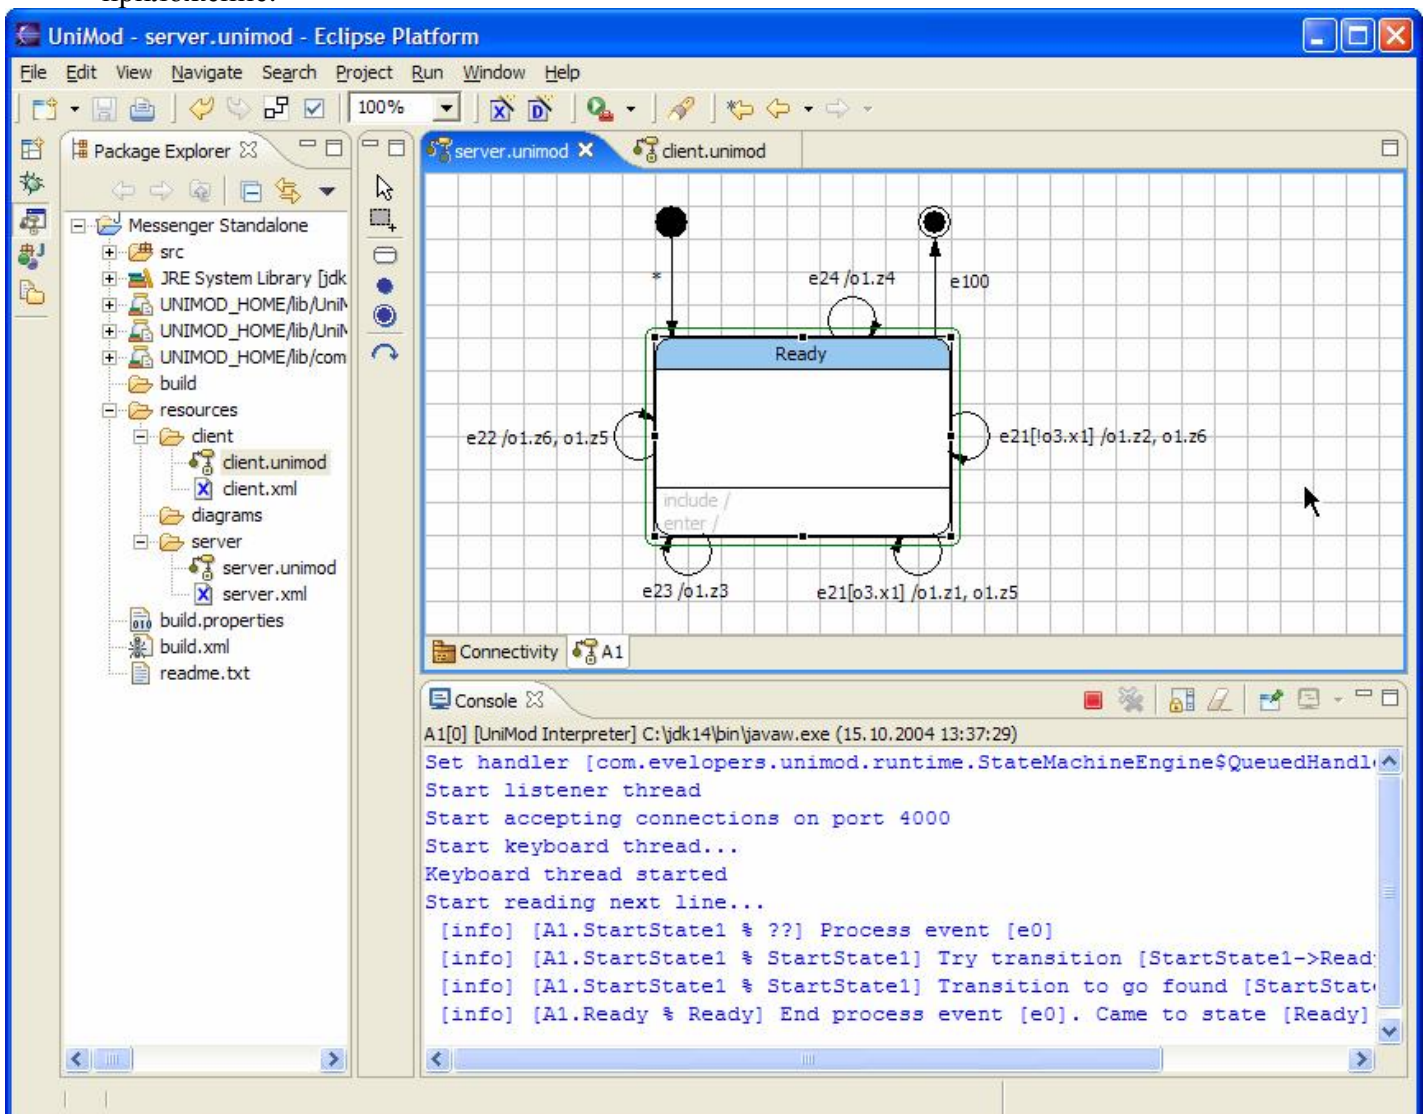 приложение.
UniMod - server.unimod - Eclipse Platform
File Edit View Navigate Search Project Run Window Help
100%
Package Explorer
server.unimod
client.unimod
Messenger Standalone
src
JRE System Library [jdk
UNIMOD_HOME/lib/UniM
UNIMOD_HOME/lib/UniM
UNIMOD_HOME/lib/com
build
resources
client
client.unimod
client.xml
diagrams
server
server.unimod
server.xml
build.properties
build.xml
readme.txt
*
e24 /o1.z4
e100
Ready
e22 /o1.z6, o1.z5
e21[!o3.x1] /o1.z2, o1.z6
include /
enter /
e23 /o1.z3
e21[o3.x1] /o1.z1, o1.z5
Connectivity
A1
Console
A1[0] [UniMod Interpreter] C:\jdk14\bin\javaw.exe (15.10.2004 13:37:29)
Set handler [com.evelopers.unimod.runtime.StateMachineEngine$QueuedHandl
Start listener thread
Start accepting connections on port 4000
Start keyboard thread...
Keyboard thread started
Start reading next line...
[info] [A1.StartState1 % ??] Process event [e0]
[info] [A1.StartState1 % StartState1] Try transition [StartState1->Read
[info] [A1.StartState1 % StartState1] Transition to go found [StartStat
[info] [A1.Ready % Ready] End process event [e0]. Came to state [Ready]